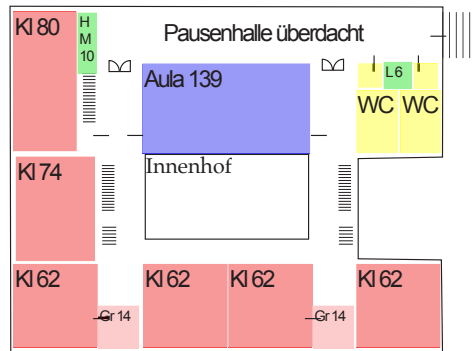 Kl 80
H
M
10
Pausenhalle überdacht
Aula 139
L 6
WC
WC
Innenhof
Kl 74
Kl 62
Kl 62
Kl 62
Kl 62
Gr 14
Gr 14